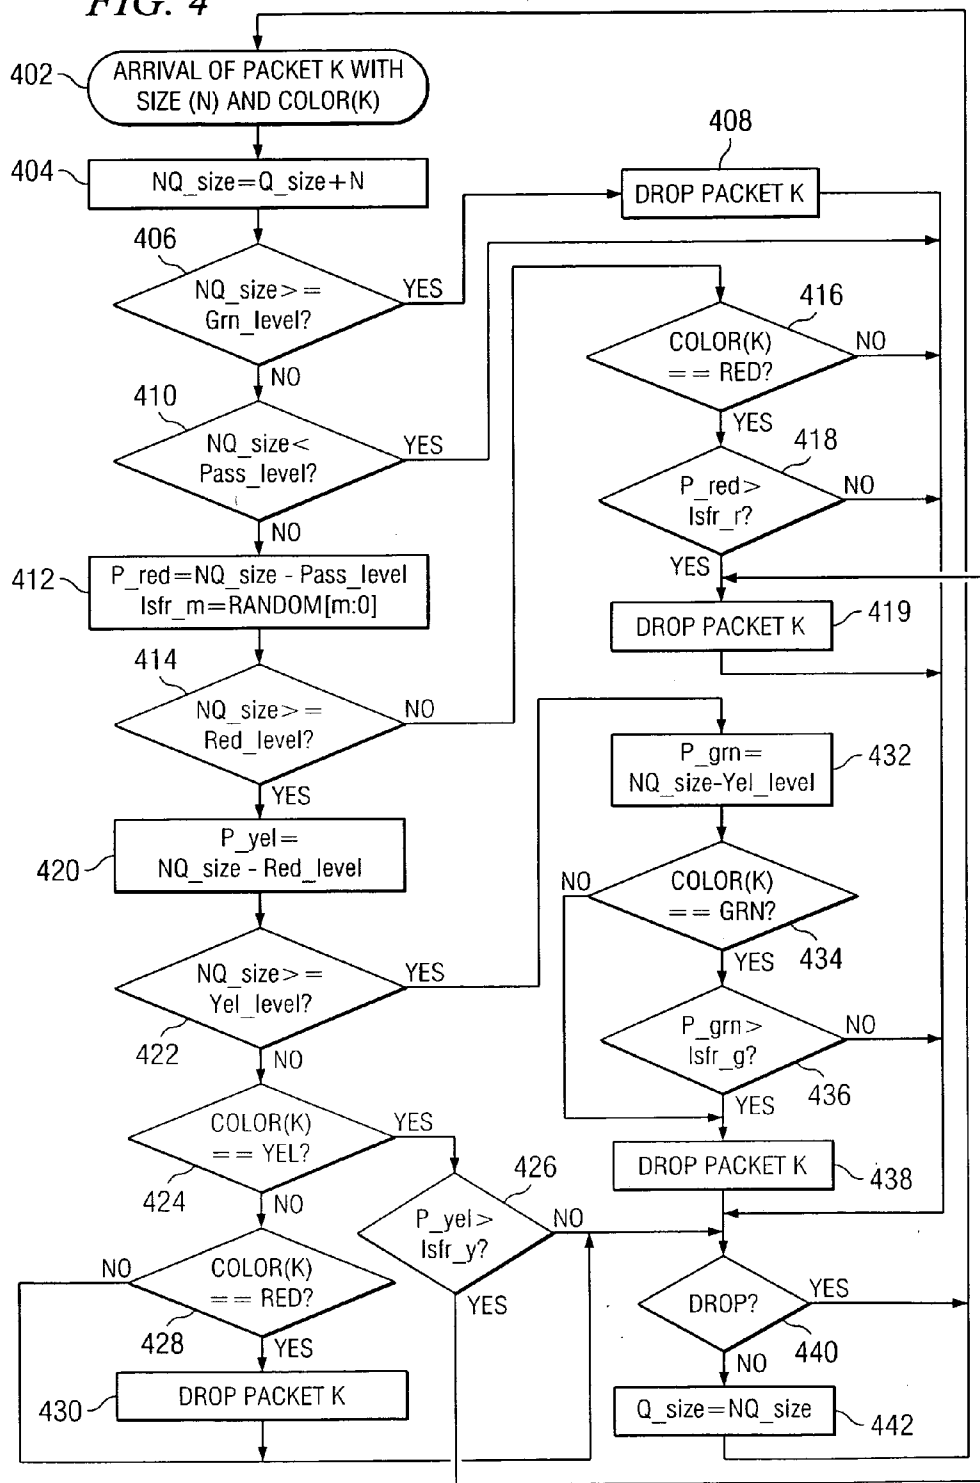 FIG. 4
402
ARRIVAL OF PACKET K WITH
SIZE (N) AND COLOR(K)
404
NQ_size=Q_size+N
406
NQ_size>=
Grn_level?
YES
NO
408
DROP PACKET K
410
NQ_size<
Pass_level?
YES
NO
412
P_red=NQ_size - Pass_level
lsfr_m=RANDOM[m:0]
414
NQ_size>=
Red_level?
NO
YES
416
COLOR(K)
== RED?
NO
YES
418
P_red>
lsfr_r?
NO
YES
DROP PACKET K
419
420
P_yel=
NQ_size - Red_level
422
NQ_size>=
Yel_level?
YES
NO
424
COLOR(K)
== YEL?
YES
NO
426
P_yel>
lsfr_y?
NO
YES
428
COLOR(K)
== RED?
NO
YES
430
DROP PACKET K
P_grn=
NQ_size-Yel_level
432
COLOR(K)
== GRN?
NO
434
YES
P_grn>
lsfr_g?
NO
436
YES
DROP PACKET K
438
DROP?
YES
440
NO
Q_size=NQ_size
442